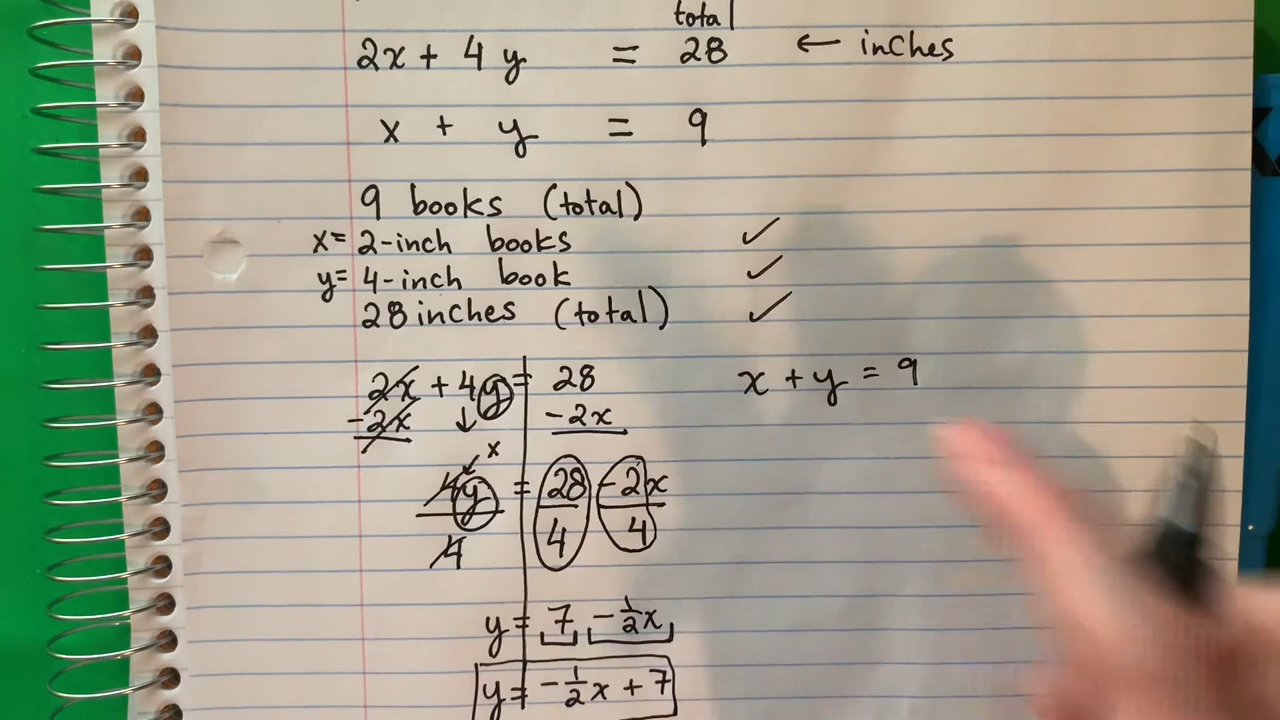 total
2x + 4y = 28 ← inches
x + y = 9
9 books (total)
x= 2-inch books ✓
y= 4-inch book ✓
28 inches (total) ✓
2x + 4y = 28
-2x -2x
x + y = 9
↓
x
4y = 28 -2x
4 4 4
y = 7 -1/2x
y = -1/2x + 7